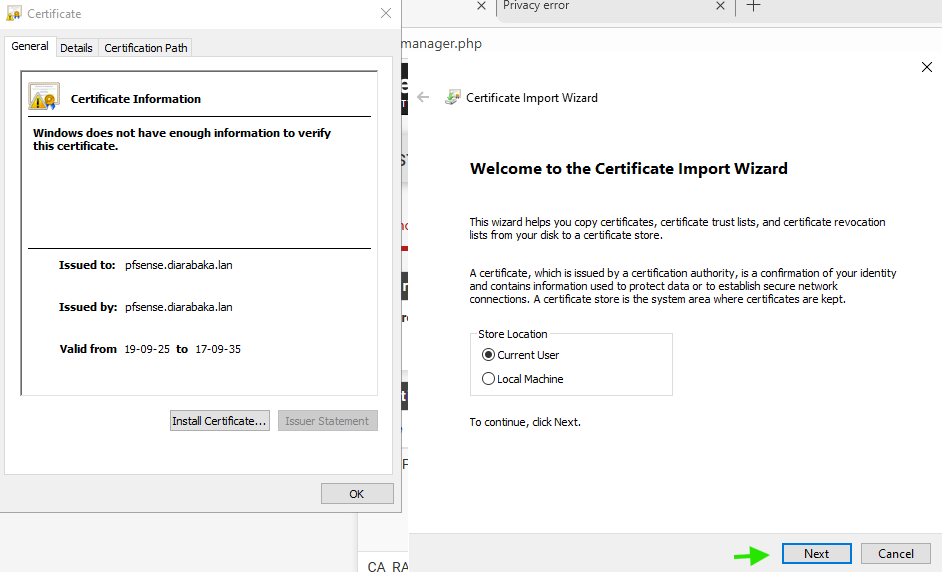 Certificate
Privacy error
manager.php
General
Details
Certification Path
Certificate Information
Windows does not have enough information to verify
this certificate.
Issued to: pfsense.diarabaka.lan
Issued by: pfsense.diarabaka.lan
Valid from 19-09-25 to 17-09-35
Install Certificate...
Issuer Statement
OK
Certificate Import Wizard
Welcome to the Certificate Import Wizard
This wizard helps you copy certificates, certificate trust lists, and certificate revocation
lists from your disk to a certificate store.
A certificate, which is issued by a certification authority, is a confirmation of your identity
and contains information used to protect data or to establish secure network
connections. A certificate store is the system area where certificates are kept.
Store Location
Current User
Local Machine
To continue, click Next.
Next
Cancel
CA_RA